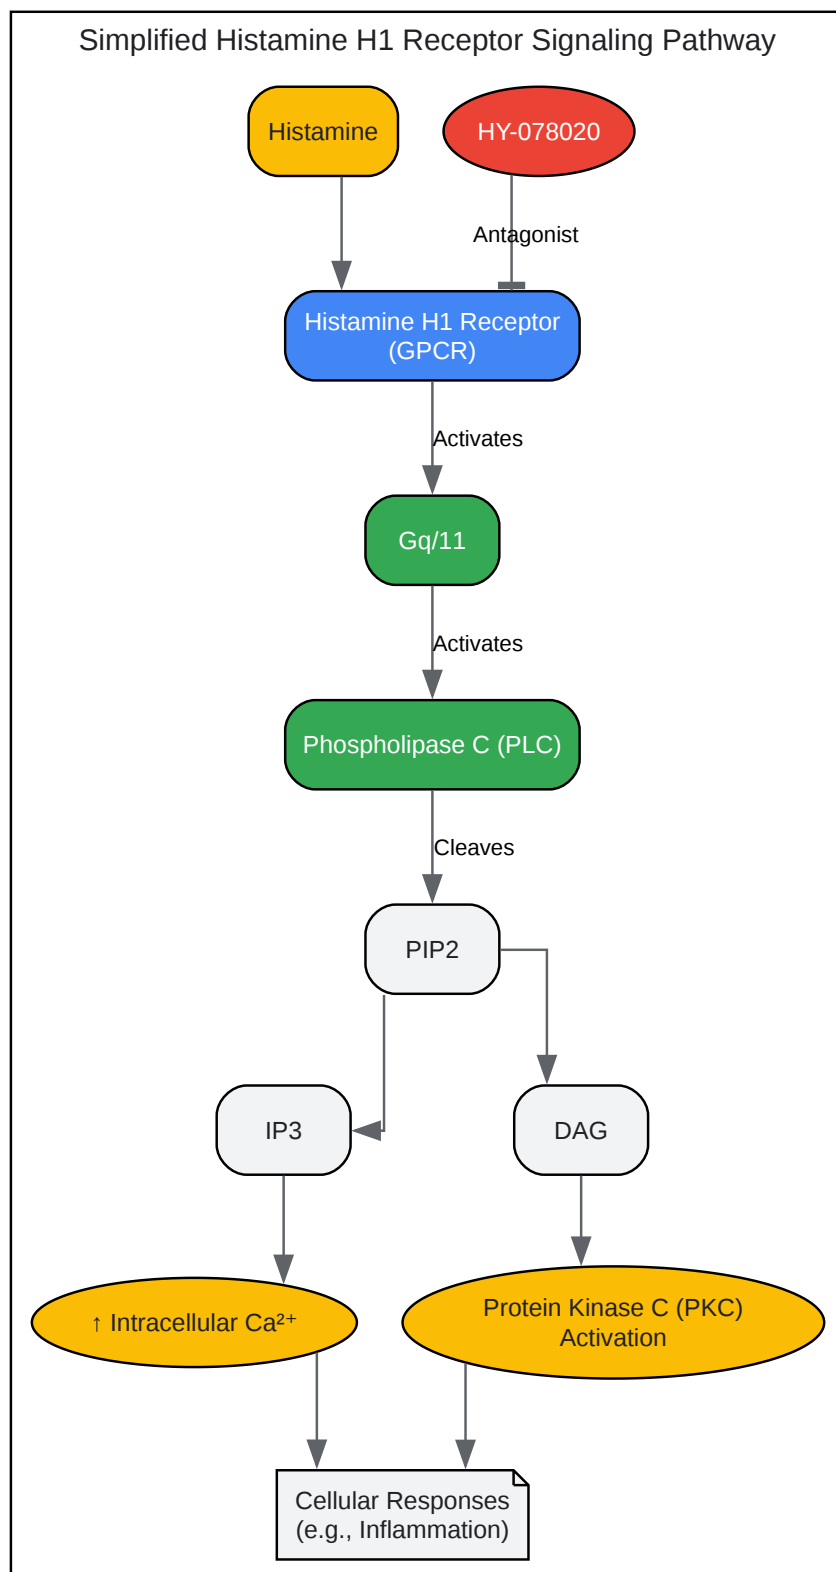 Simplified Histamine H1 Receptor Signaling Pathway
Histamine
HY-078020
Antagonist
Histamine H1 Receptor
(GPCR)
Activates
Gq/11
Activates
Phospholipase C (PLC)
Cleaves
PIP2
IP3
DAG
↑ Intracellular Ca²⁺
Protein Kinase C (PKC)
Activation
Cellular Responses
(e.g., Inflammation)